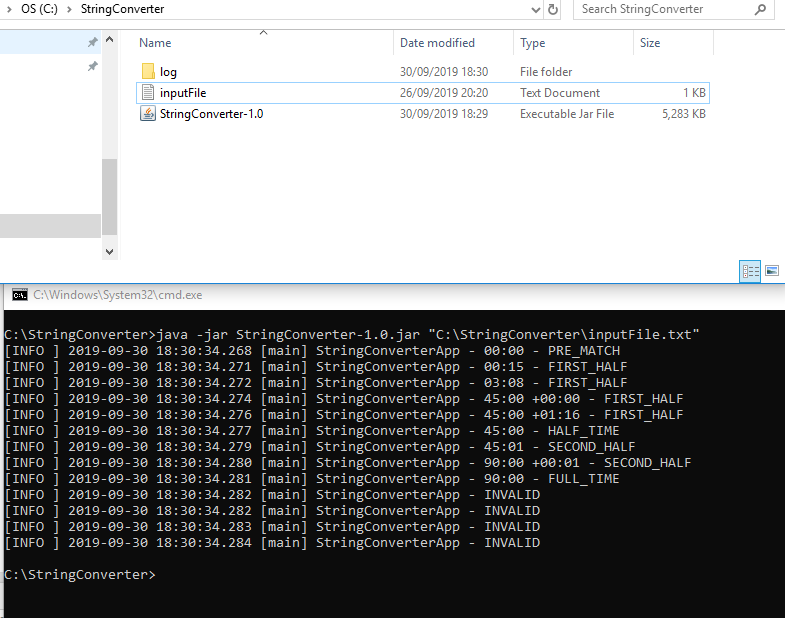 OS (C:) > StringConverter
Search StringConverter
Name Date modified Type Size
log 30/09/2019 18:30 File folder
inputFile 26/09/2019 20:20 Text Document 1 KB
StringConverter-1.0 30/09/2019 18:29 Executable Jar File 5,283 KB
C:\Windows\System32\cmd.exe
C:\StringConverter>java -jar StringConverter-1.0.jar "C:\StringConverter\inputFile.txt"
[INFO ] 2019-09-30 18:30:34.268 [main] StringConverterApp - 00:00 - PRE_MATCH
[INFO ] 2019-09-30 18:30:34.271 [main] StringConverterApp - 00:15 - FIRST_HALF
[INFO ] 2019-09-30 18:30:34.272 [main] StringConverterApp - 03:08 - FIRST_HALF
[INFO ] 2019-09-30 18:30:34.274 [main] StringConverterApp - 45:00 +00:00 - FIRST_HALF
[INFO ] 2019-09-30 18:30:34.276 [main] StringConverterApp - 45:00 +01:16 - FIRST_HALF
[INFO ] 2019-09-30 18:30:34.277 [main] StringConverterApp - 45:00 - HALF_TIME
[INFO ] 2019-09-30 18:30:34.279 [main] StringConverterApp - 45:01 - SECOND_HALF
[INFO ] 2019-09-30 18:30:34.280 [main] StringConverterApp - 90:00 +00:01 - SECOND_HALF
[INFO ] 2019-09-30 18:30:34.281 [main] StringConverterApp - 90:00 - FULL_TIME
[INFO ] 2019-09-30 18:30:34.282 [main] StringConverterApp - INVALID
[INFO ] 2019-09-30 18:30:34.282 [main] StringConverterApp - INVALID
[INFO ] 2019-09-30 18:30:34.283 [main] StringConverterApp - INVALID
[INFO ] 2019-09-30 18:30:34.284 [main] StringConverterApp - INVALID
C:\StringConverter>